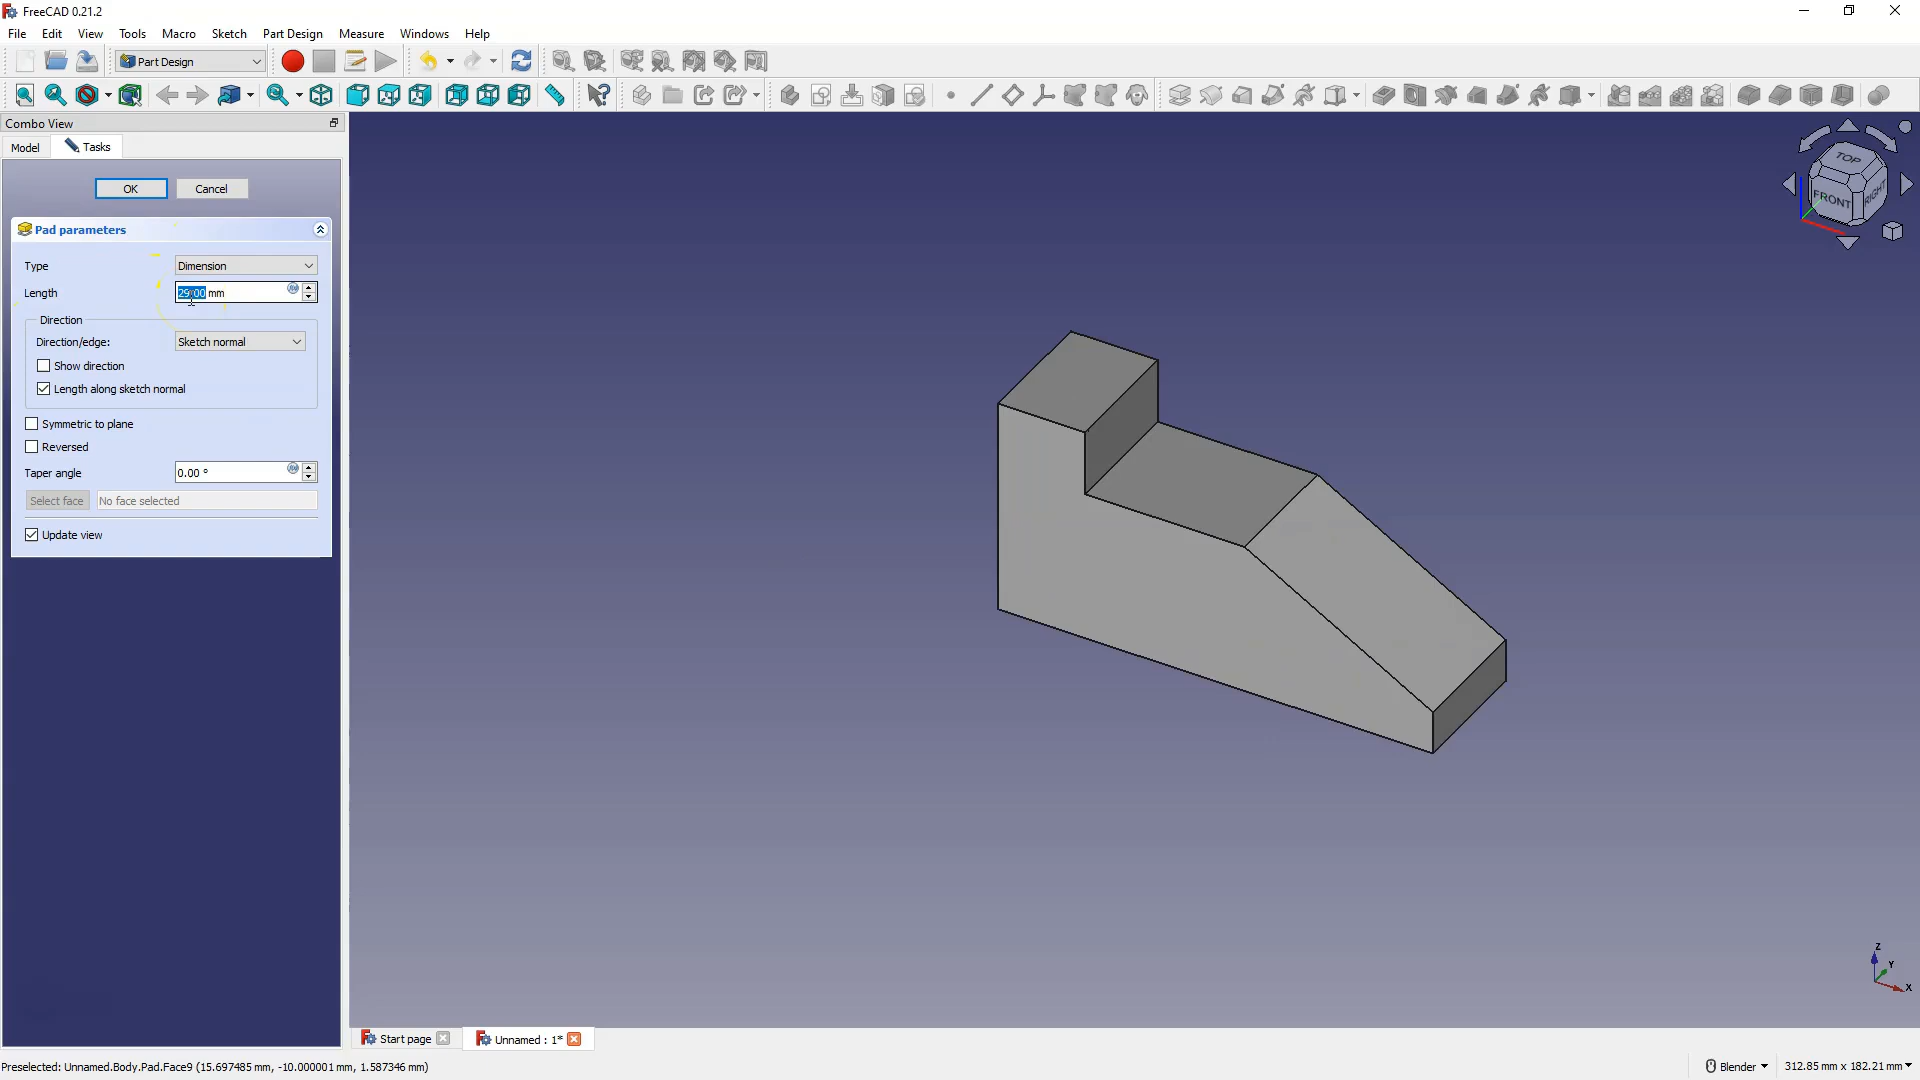 FreeCAD 0.21.2
File Edit View Tools Macro Sketch Part Design Measure Windows Help
Part Design
Combo View
Model Tasks
OK Cancel
Pad parameters
Type Dimension
Length 29.00 mm
Direction
Direction/edge: Sketch normal
Show direction
Length along sketch normal
Symmetric to plane
Reversed
Taper angle 0.00 °
Select face No face selected
Update view
TOP
FRONT RIGHT
Z
Y
X
Start page Unnamed : 1*
Preselected: Unnamed.Body.Pad.Face9 (15.697485 mm, -10.000001 mm, 1.587346 mm)
Blender 312.85 mm x 182.21 mm